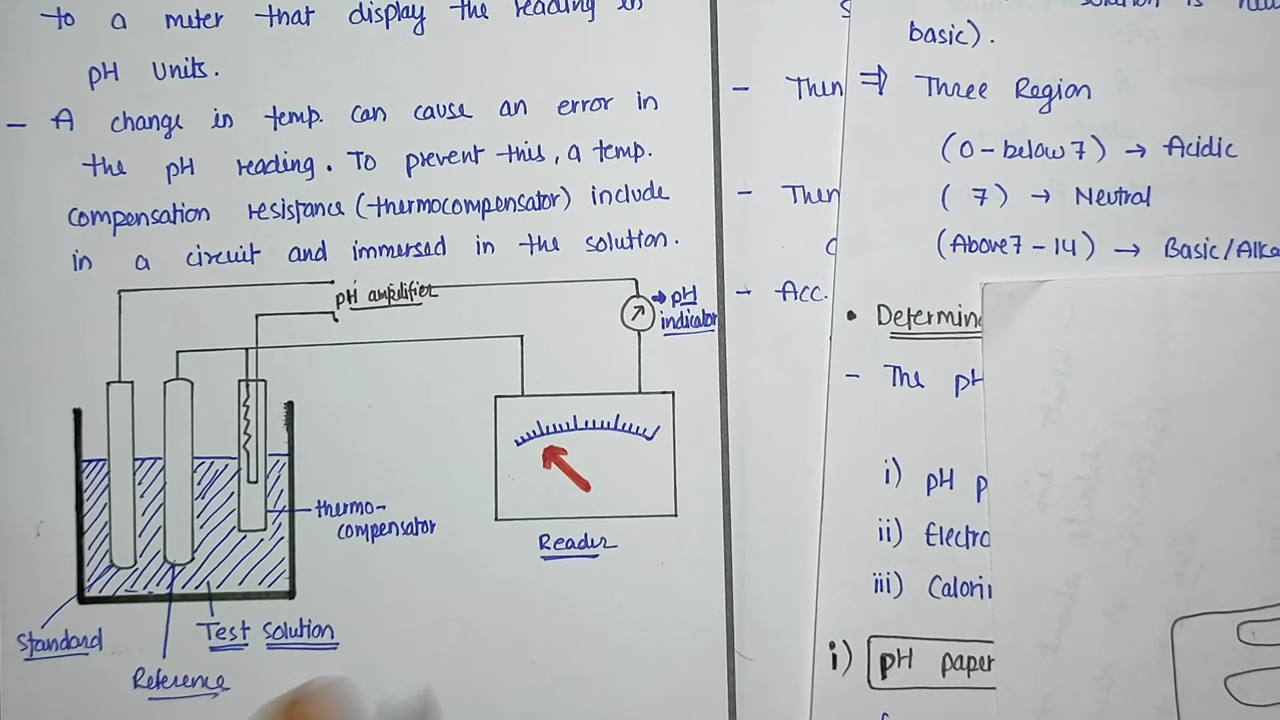 to a meter that display the reading in
pH Units.
- A change in temp. can cause an error in
the pH reading. To prevent this, a temp.
compensation resistance (thermocompensator) include
in a circuit and immersed in the solution.
pH amplifier
→ pH
indicator
thermo-
compensator
Reader
Standard
Test Solution
Reference
- Then
- Then
- Acc.
solution is
basic).
⇒ Three Region
(0 - below 7) → Acidic
( 7 ) → Neutral
(Above 7 - 14) → Basic/Alka
• Determin
- The pH
i) pH p
ii) Electro
iii) Calori
i) pH paper